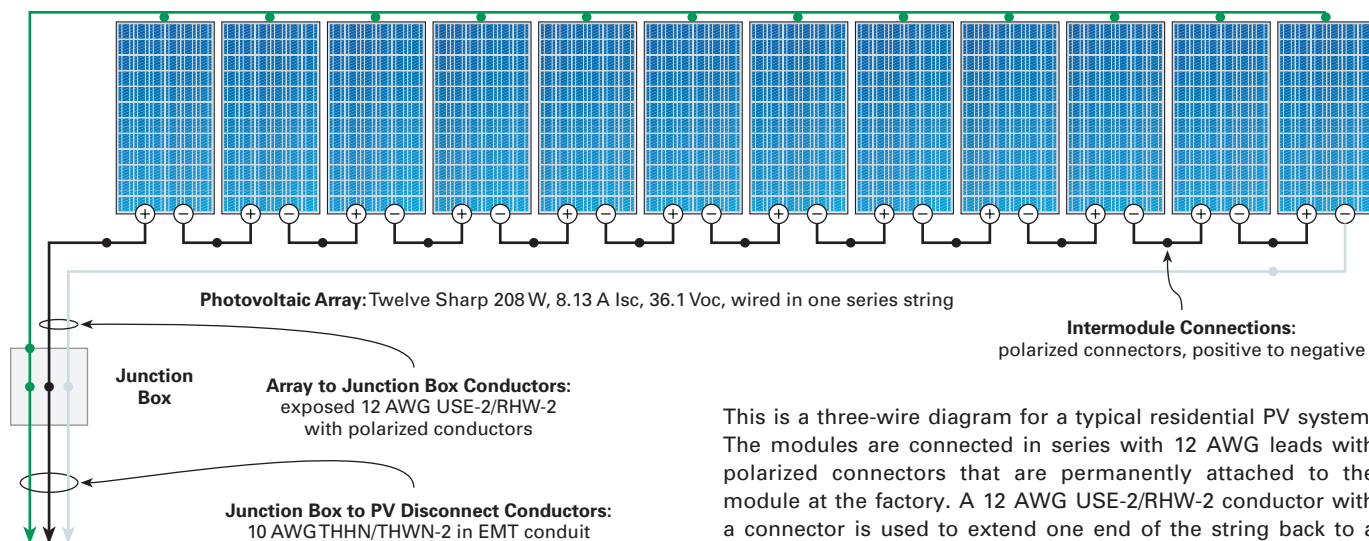 + − + − + − + − + − + − + − + − + − + − + − + −
Photovoltaic Array: Twelve Sharp 208 W, 8.13 A Isc, 36.1 Voc, wired in one series string
Intermodule Connections:
polarized connectors, positive to negative
Junction
Box
Array to Junction Box Conductors:
exposed 12 AWG USE-2/RHW-2
with polarized conductors
Junction Box to PV Disconnect Conductors:
10 AWG THHN/THWN-2 in EMT conduit
This is a three-wire diagram for a typical residential PV system
The modules are connected in series with 12 AWG leads with
polarized connectors that are permanently attached to the
module at the factory. A 12 AWG USE-2/RHW-2 conductor with
a connector is used to extend one end of the string back to a